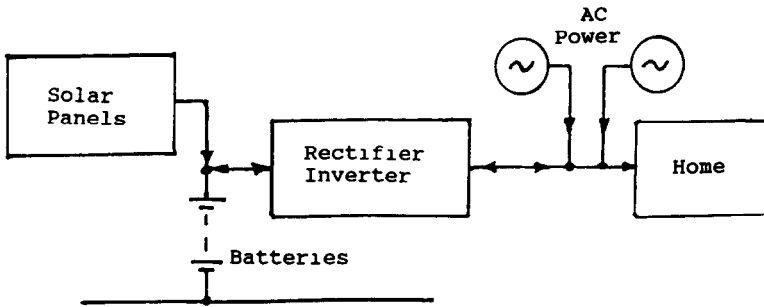 AC
Power
Solar
Panels
Rectifier
Inverter
Home
Batteries